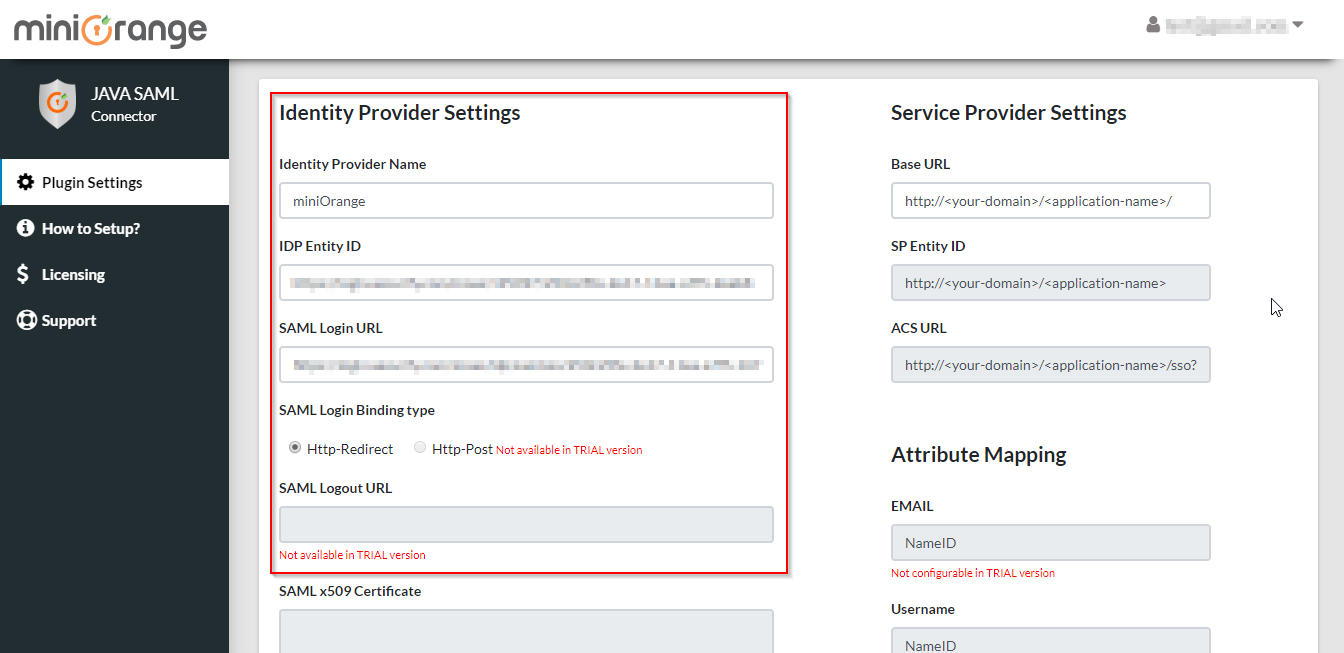 miniOrange
JAVA SAML
Connector
Plugin Settings
How to Setup?
Licensing
Support
Identity Provider Settings
Identity Provider Name
miniOrange
IDP Entity ID
SAML Login URL
SAML Login Binding type
Http-Redirect Http-Post Not available in TRIAL version
SAML Logout URL
Not available in TRIAL version
SAML x509 Certificate
Service Provider Settings
Base URL
http://<your-domain>/<application-name>/
SP Entity ID
http://<your-domain>/<application-name>
ACS URL
http://<your-domain>/<application-name>/sso?
Attribute Mapping
EMAIL
NameID
Not configurable in TRIAL version
Username
NameID